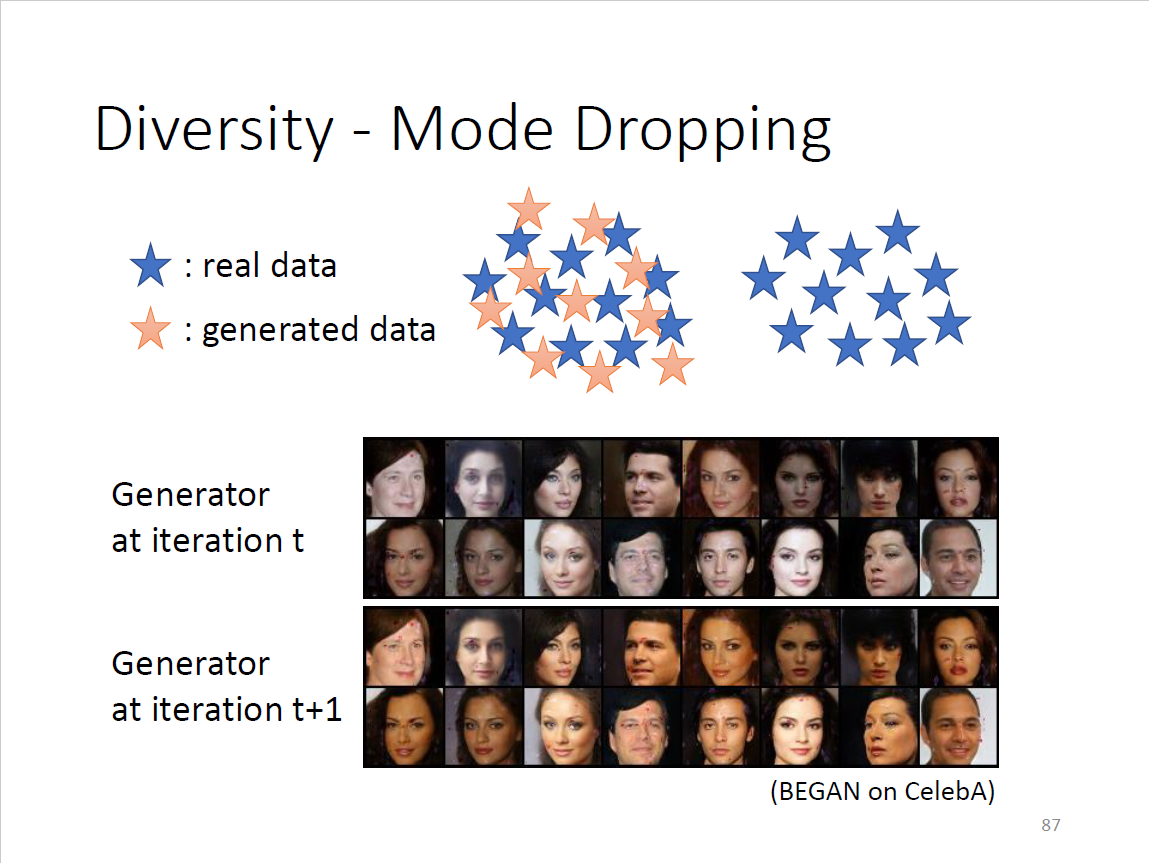 Diversity - Mode Dropping
: real data
: generated data
Generator
at iteration t
Generator
at iteration t+1
(BEGAN on CelebA)
87